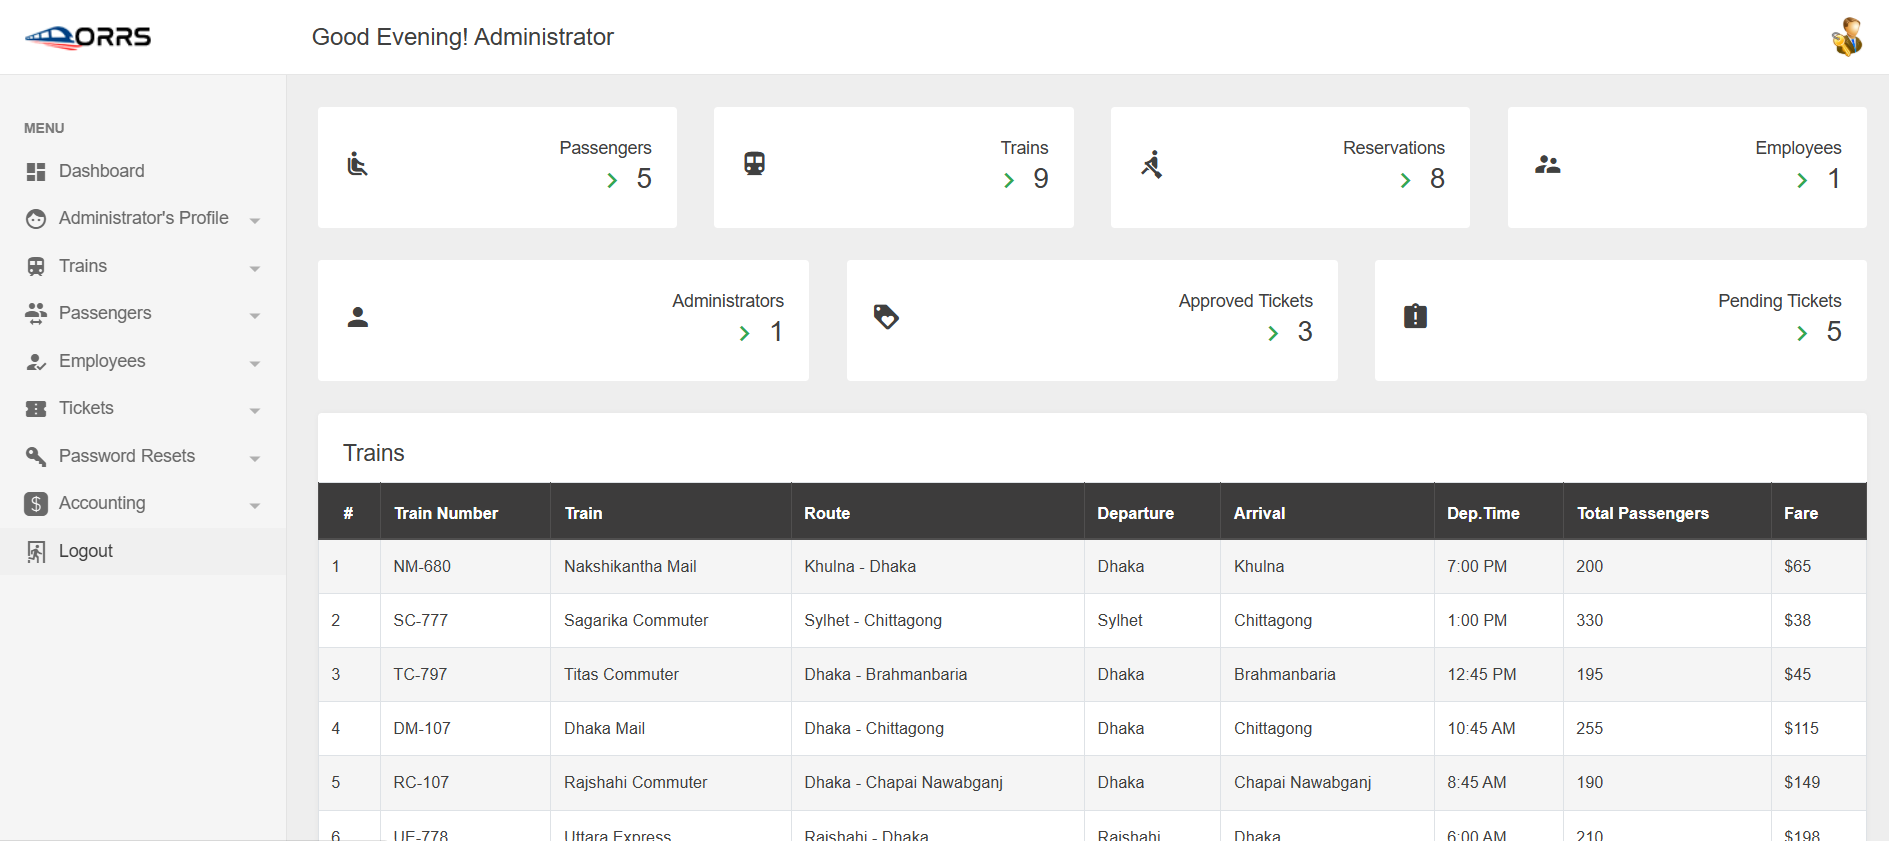 ORRS
Good Evening! Administrator
MENU
Dashboard
Administrator's Profile
Trains
Passengers
Employees
Tickets
Password Resets
$ Accounting
Logout
Passengers
5
Trains
9
Reservations
8
Employees
1
Administrators
1
Approved Tickets
3
Pending Tickets
5
Trains
# Train Number Train Route Departure Arrival Dep.Time Total Passengers Fare
1 NM-680 Nakshikantha Mail Khulna - Dhaka Dhaka Khulna 7:00 PM 200 $65
2 SC-777 Sagarika Commuter Sylhet - Chittagong Sylhet Chittagong 1:00 PM 330 $38
3 TC-797 Titas Commuter Dhaka - Brahmanbaria Dhaka Brahmanbaria 12:45 PM 195 $45
4 DM-107 Dhaka Mail Dhaka - Chittagong Dhaka Chittagong 10:45 AM 255 $115
5 RC-107 Rajshahi Commuter Dhaka - Chapai Nawabganj Dhaka Chapai Nawabganj 8:45 AM 190 $149
6 UE-778 Uttara Express Rajshahi - Dhaka Rajshahi Dhaka 6:00 AM 210 $198